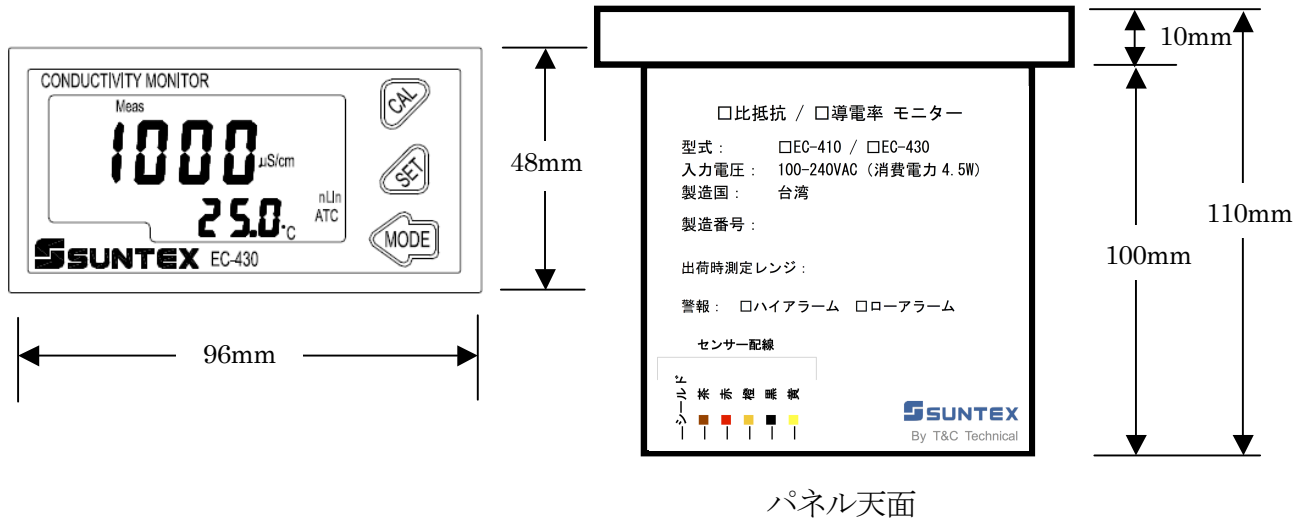 CONDUCTIVITY MONITOR
Meas
1000 µS/cm
25.0 °C
nLIn
ATC
SUNTEX EC-430
CAL
SET
MODE
48mm
96mm
□比抵抗 / □導電率 モニター
型式： □EC-410 / □EC-430
入力電圧： 100-240VAC（消費電力 4.5W）
製造国： 台湾
製造番号：
出荷時測定レンジ：
警報： □ハイアラーム □ローアラーム
センサー配線
シールド
茶
赤
橙
黒
黄
SUNTEX
By T&C Technical
10mm
100mm
110mm
パネル天面